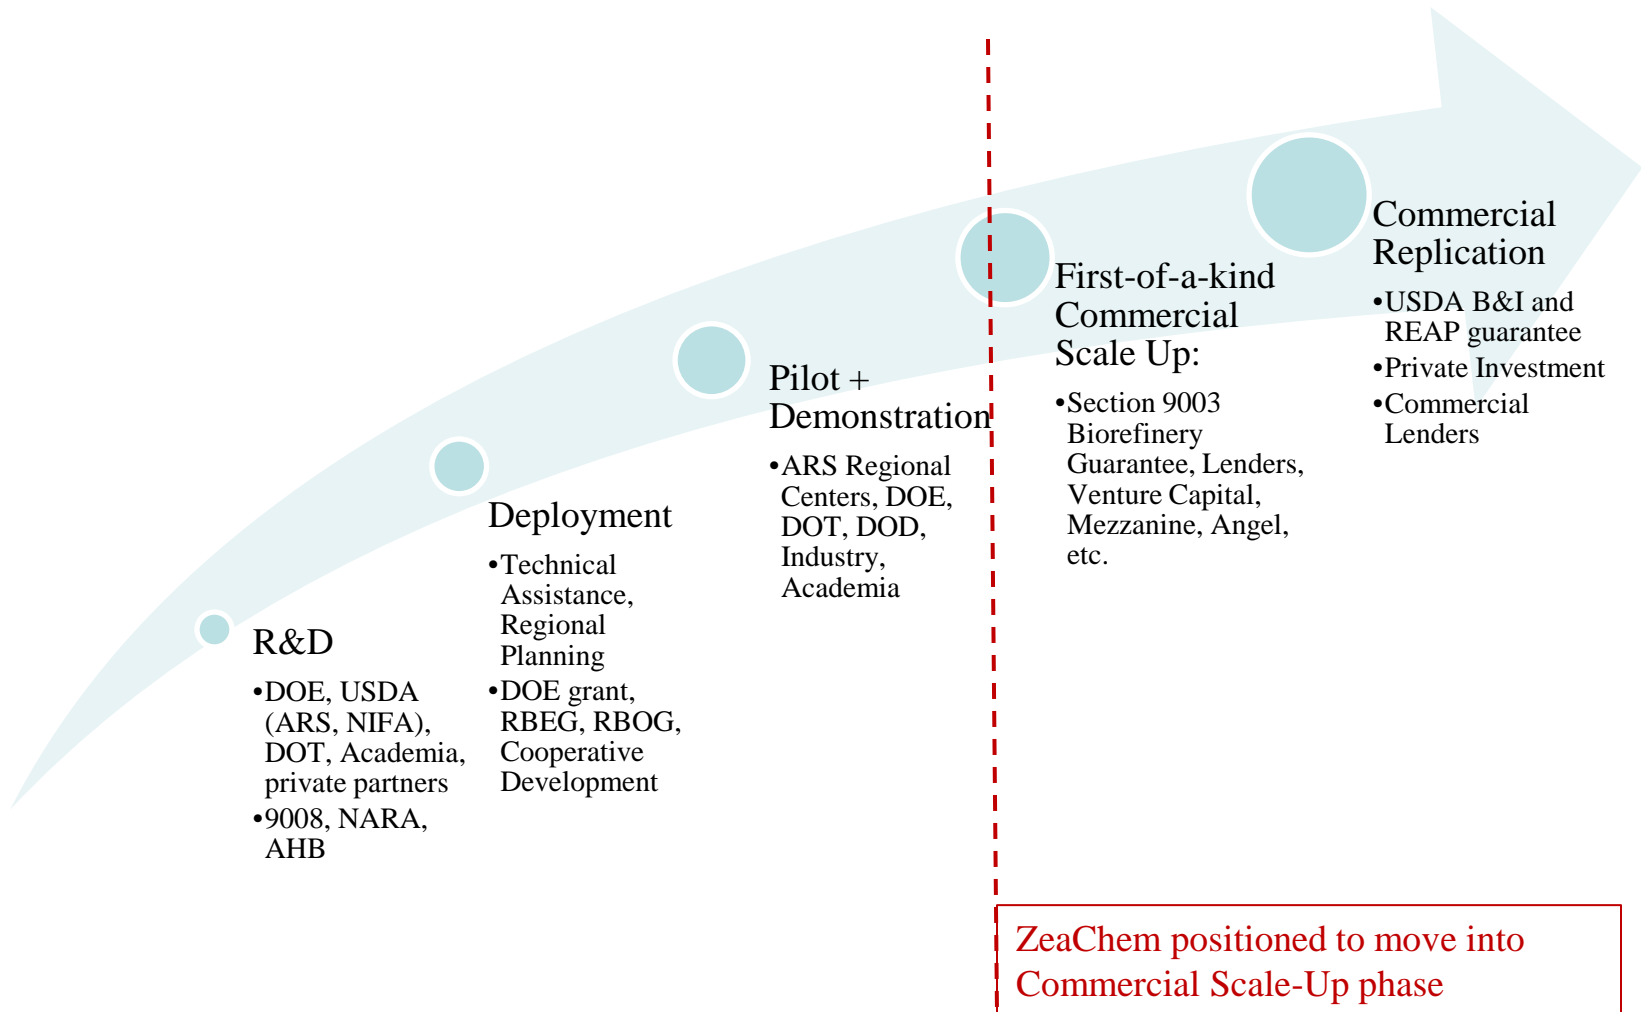 R&D
•DOE, USDA
(ARS, NIFA),
DOT, Academia,
private partners
•9008, NARA,
AHB
Deployment
•Technical
Assistance,
Regional
Planning
•DOE grant,
RBEG, RBOG,
Cooperative
Development
Pilot +
Demonstration
•ARS Regional
Centers, DOE,
DOT, DOD,
Industry,
Academia
First-of-a-kind
Commercial
Scale Up:
•Section 9003
Biorefinery
Guarantee, Lenders,
Venture Capital,
Mezzanine, Angel,
etc.
Commercial
Replication
•USDA B&I and
REAP guarantee
•Private Investment
•Commercial
Lenders
ZeaChem positioned to move into
Commercial Scale-Up phase